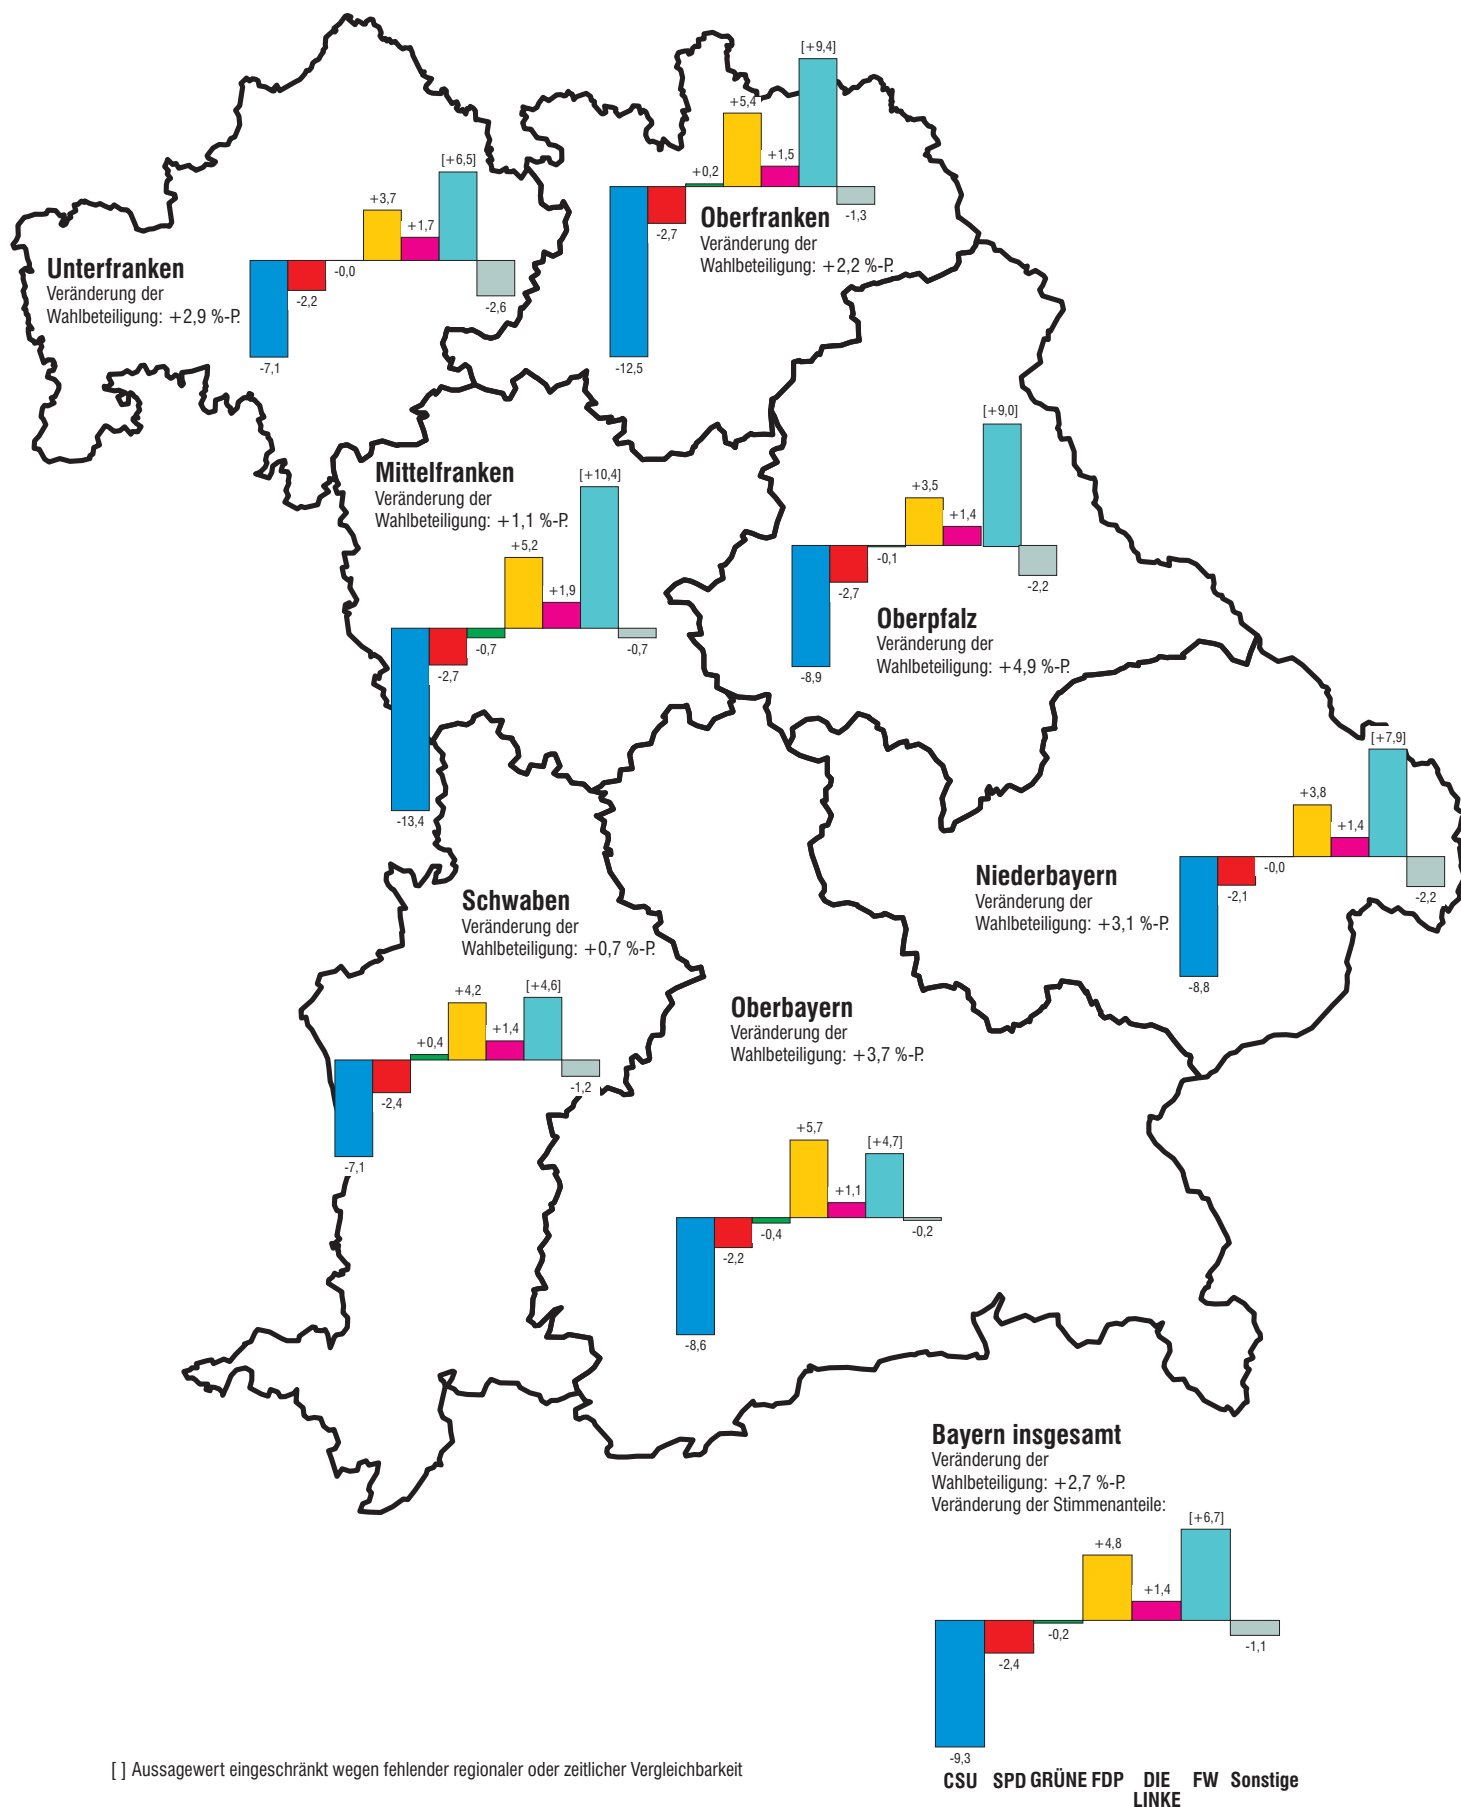 [+9,4]
+5,4
+1,5
+0,2
-2,7
-1,3
-12,5
Oberfranken
Veränderung der
Wahlbeteiligung: +2,2 %-P.
[+6,5]
+3,7
+1,7
-0,0
-2,2
-2,6
-7,1
Unterfranken
Veränderung der
Wahlbeteiligung: +2,9 %-P.
Mittelfranken
Veränderung der
Wahlbeteiligung: +1,1 %-P.
[+10,4]
+5,2
+1,9
-0,7
-0,7
-2,7
-13,4
[+9,0]
+3,5
+1,4
-0,1
-2,7
-2,2
-8,9
Oberpfalz
Veränderung der
Wahlbeteiligung: +4,9 %-P.
[+7,9]
+3,8
+1,4
-0,0
-2,1
-2,2
-8,8
Niederbayern
Veränderung der
Wahlbeteiligung: +3,1 %-P.
Schwaben
Veränderung der
Wahlbeteiligung: +0,7 %-P.
+4,2
[+4,6]
+0,4
+1,4
-2,4
-1,2
-7,1
Oberbayern
Veränderung der
Wahlbeteiligung: +3,7 %-P.
+5,7
[+4,7]
+1,1
-0,4
-0,2
-2,2
-8,6
Bayern insgesamt
Veränderung der
Wahlbeteiligung: +2,7 %-P.
Veränderung der Stimmenanteile:
[+6,7]
+4,8
+1,4
-0,2
-1,1
-2,4
-9,3
CSU SPD GRÜNE FDP DIE LINKE FW Sonstige
[ ] Aussagewert eingeschränkt wegen fehlender regionaler oder zeitlicher Vergleichbarkeit